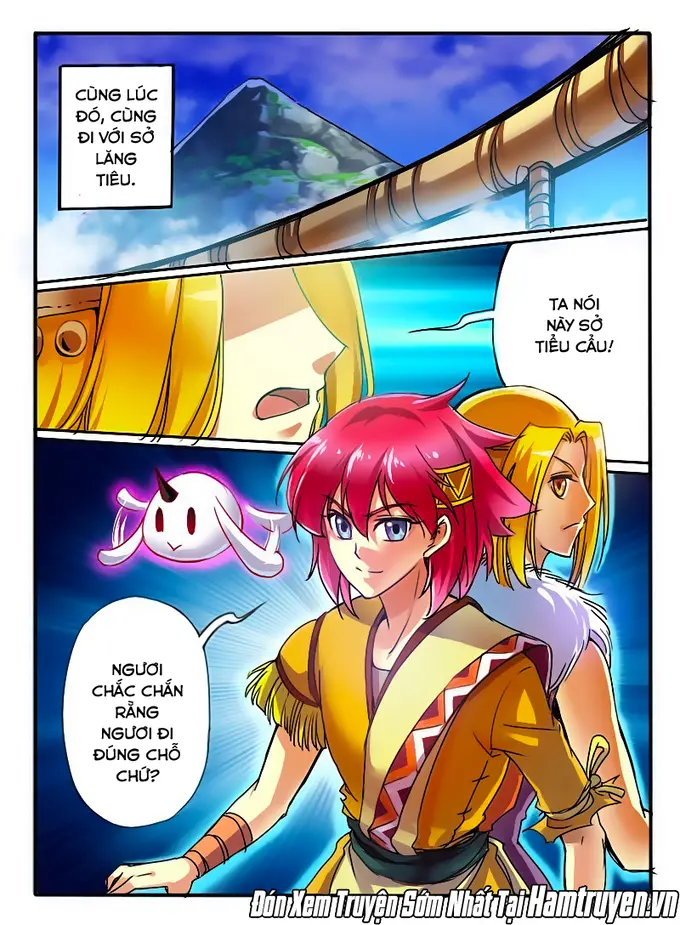 CÙNG LÚC
ĐÓ, CÙNG
ĐI VỚI SỞ
LĂNG
TIÊU.
TA NÓI
NÀY SỞ
TIỂU CẨU!
NGƯƠI
CHẮC CHẮN
RẰNG
NGƯƠI ĐI
ĐÚNG CHỖ
CHỨ?
Đón Xem Truyện Sớm Nhất Tại Hamtruyen.vn